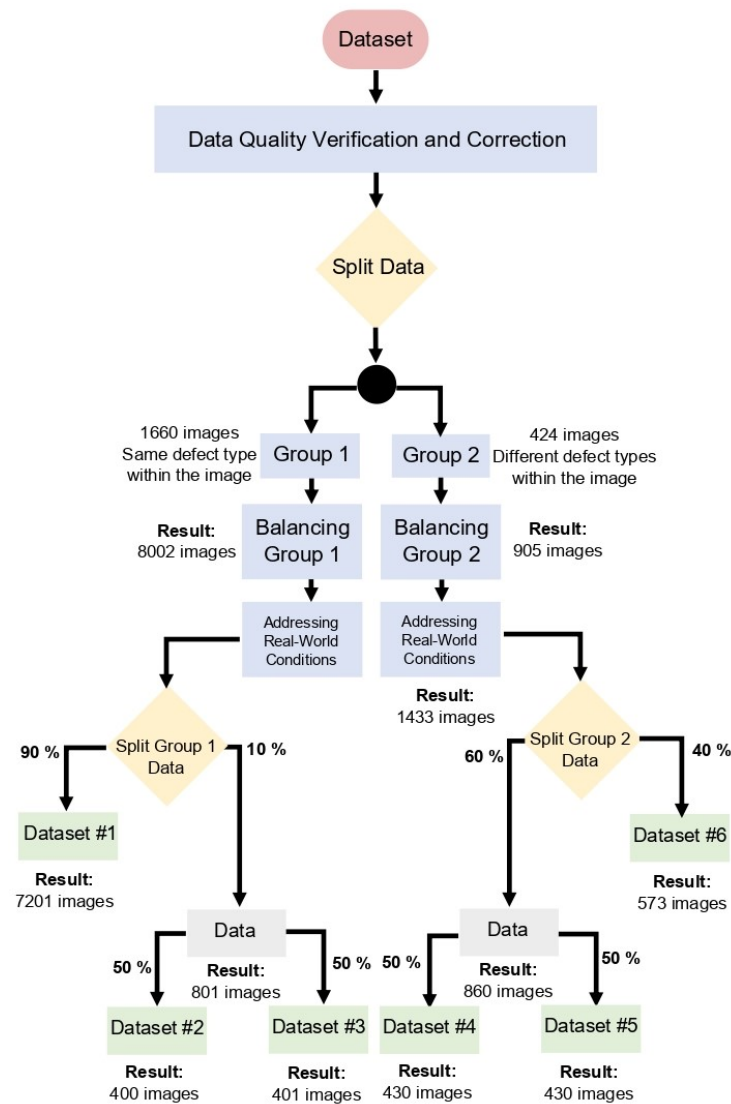 Dataset
Data Quality Verification and Correction
Split Data
1660 images
Same defect type
within the image
Group 1
Group 2
424 images
Different defect types
within the image
Result:
8002 images
Balancing
Group 1
Balancing
Group 2
Result:
905 images
Addressing
Real-World
Conditions
Addressing
Real-World
Conditions
Result:
1433 images
90 %
Split Group 1
Data
10 %
60 %
Split Group 2
Data
40 %
Dataset #1
Result:
7201 images
Dataset #6
Result:
573 images
Data
Result:
801 images
Data
Result:
860 images
50 %
50 %
50 %
50 %
Dataset #2
Result:
400 images
Dataset #3
Result:
401 images
Dataset #4
Result:
430 images
Dataset #5
Result:
430 images